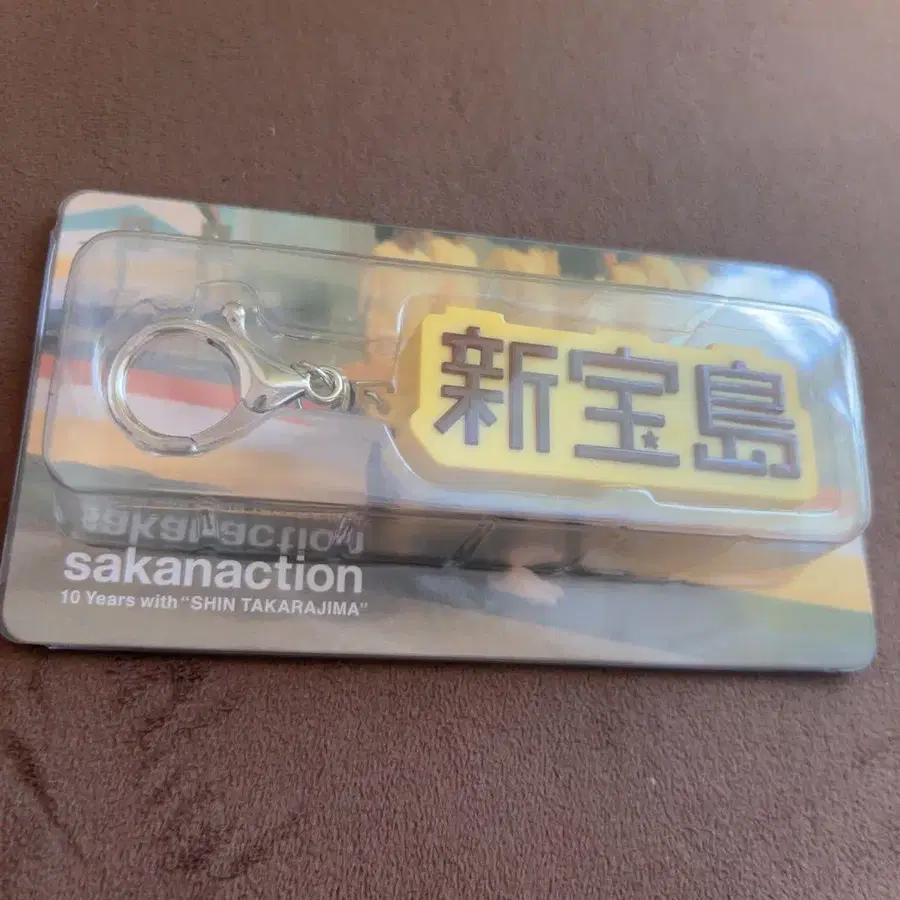 新宝島
sakanaction
10 Years with "SHIN TAKARAJIMA"